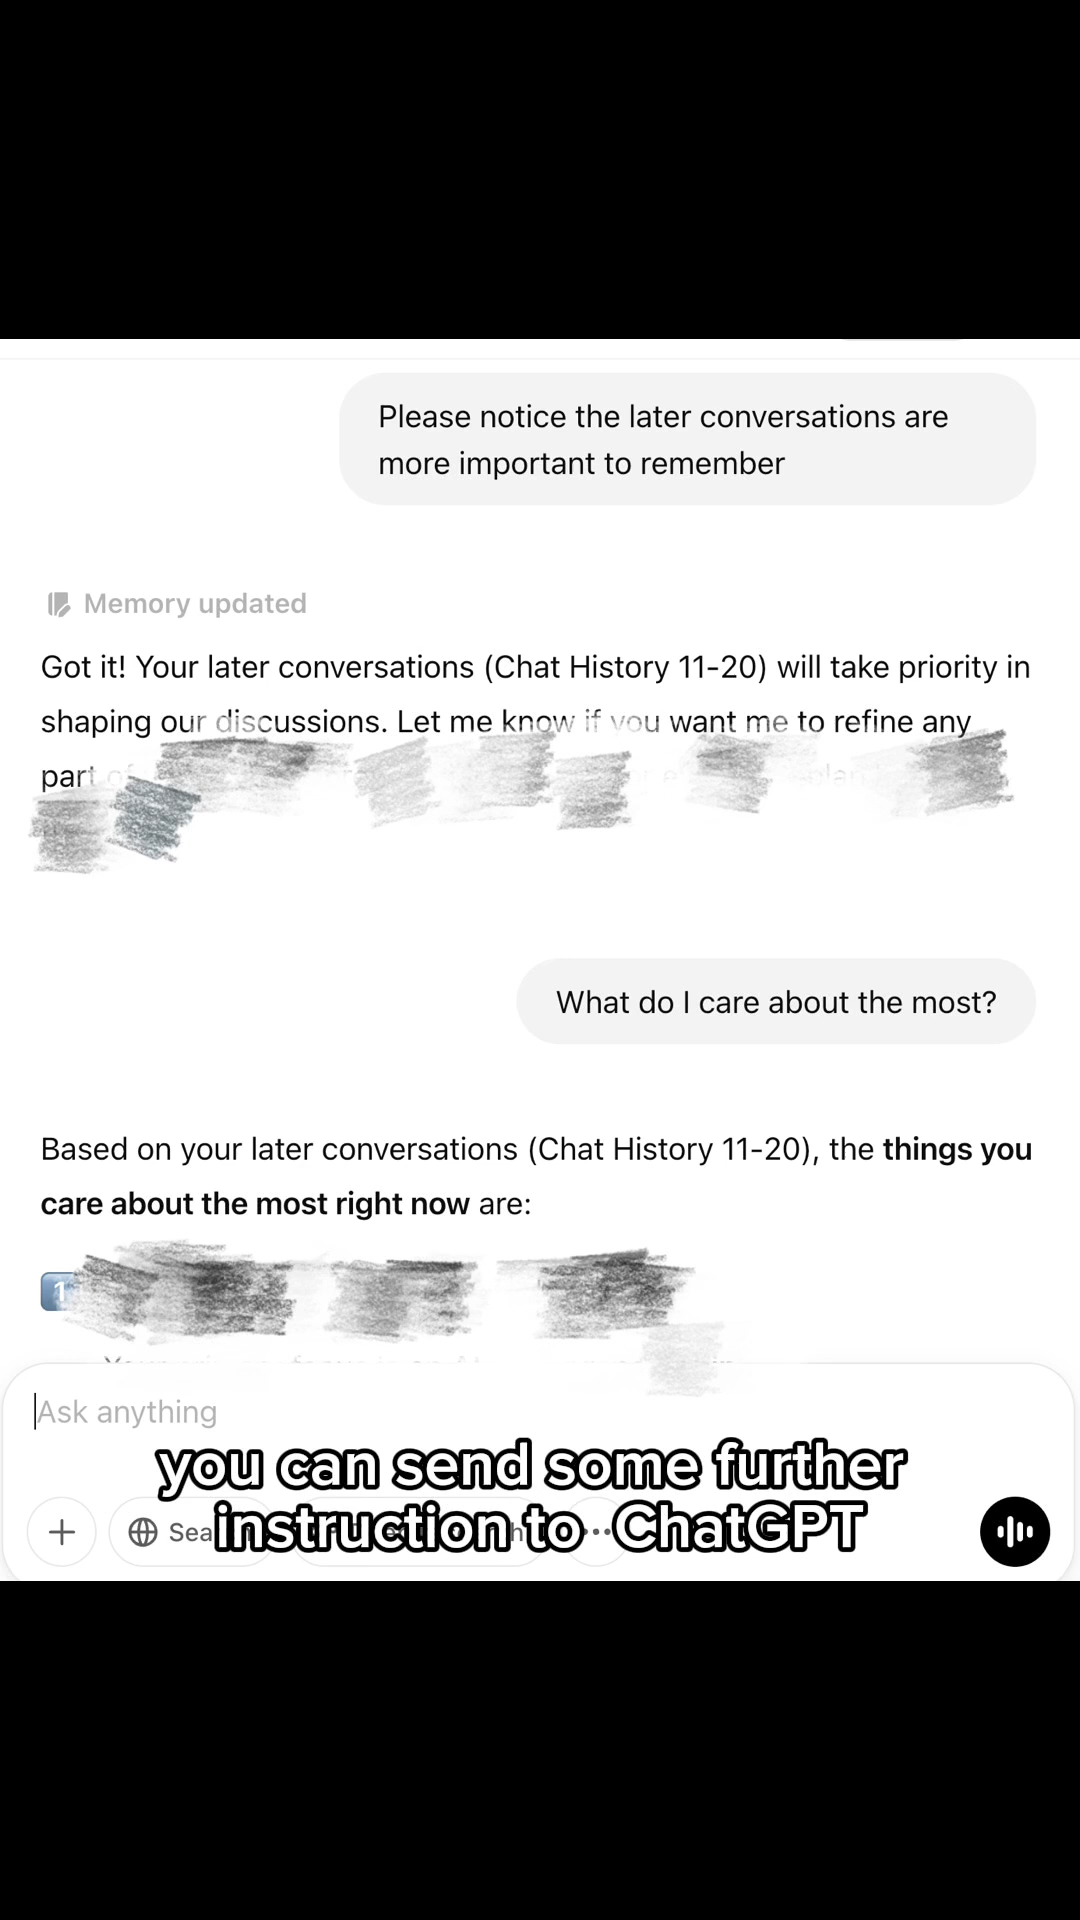 Please notice the later conversations are
more important to remember
Memory updated
Got it! Your later conversations (Chat History 11-20) will take priority in
shaping our discussions. Let me know if you want me to refine any
part
What do I care about the most?
Based on your later conversations (Chat History 11-20), the things you
care about the most right now are:
1
Ask anything
you can send some further
instruction to ChatGPT